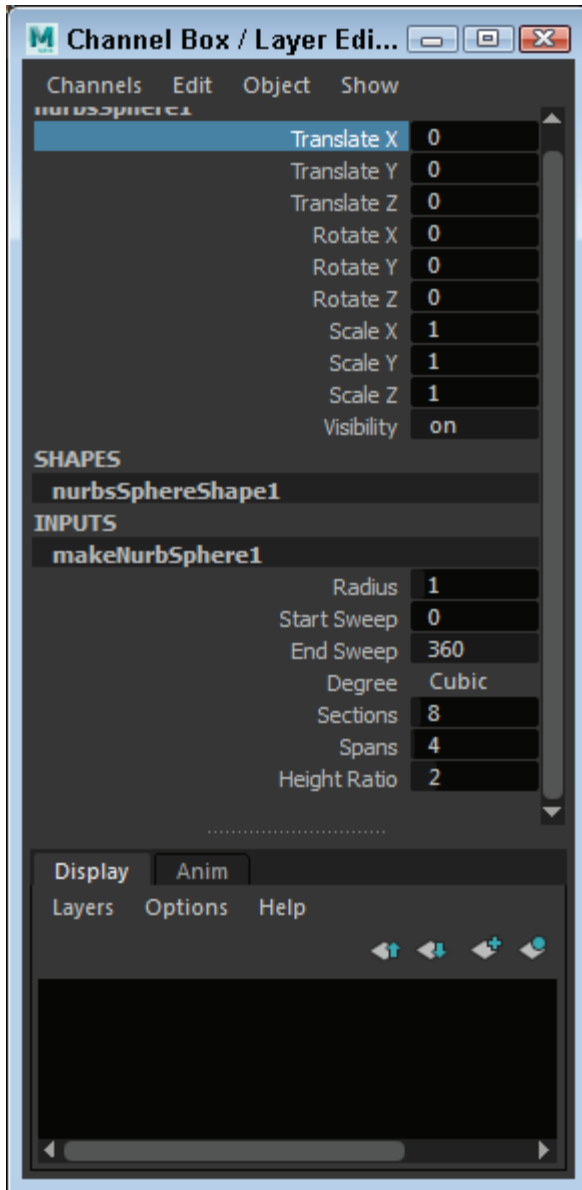 Channel Box / Layer Edi...
Channels Edit Object Show
nurbsSphere1
Translate X 0
Translate Y 0
Translate Z 0
Rotate X 0
Rotate Y 0
Rotate Z 0
Scale X 1
Scale Y 1
Scale Z 1
Visibility on
SHAPES
nurbsSphereShape1
INPUTS
makeNurbSphere1
Radius 1
Start Sweep 0
End Sweep 360
Degree Cubic
Sections 8
Spans 4
Height Ratio 2
Display Anim
Layers Options Help